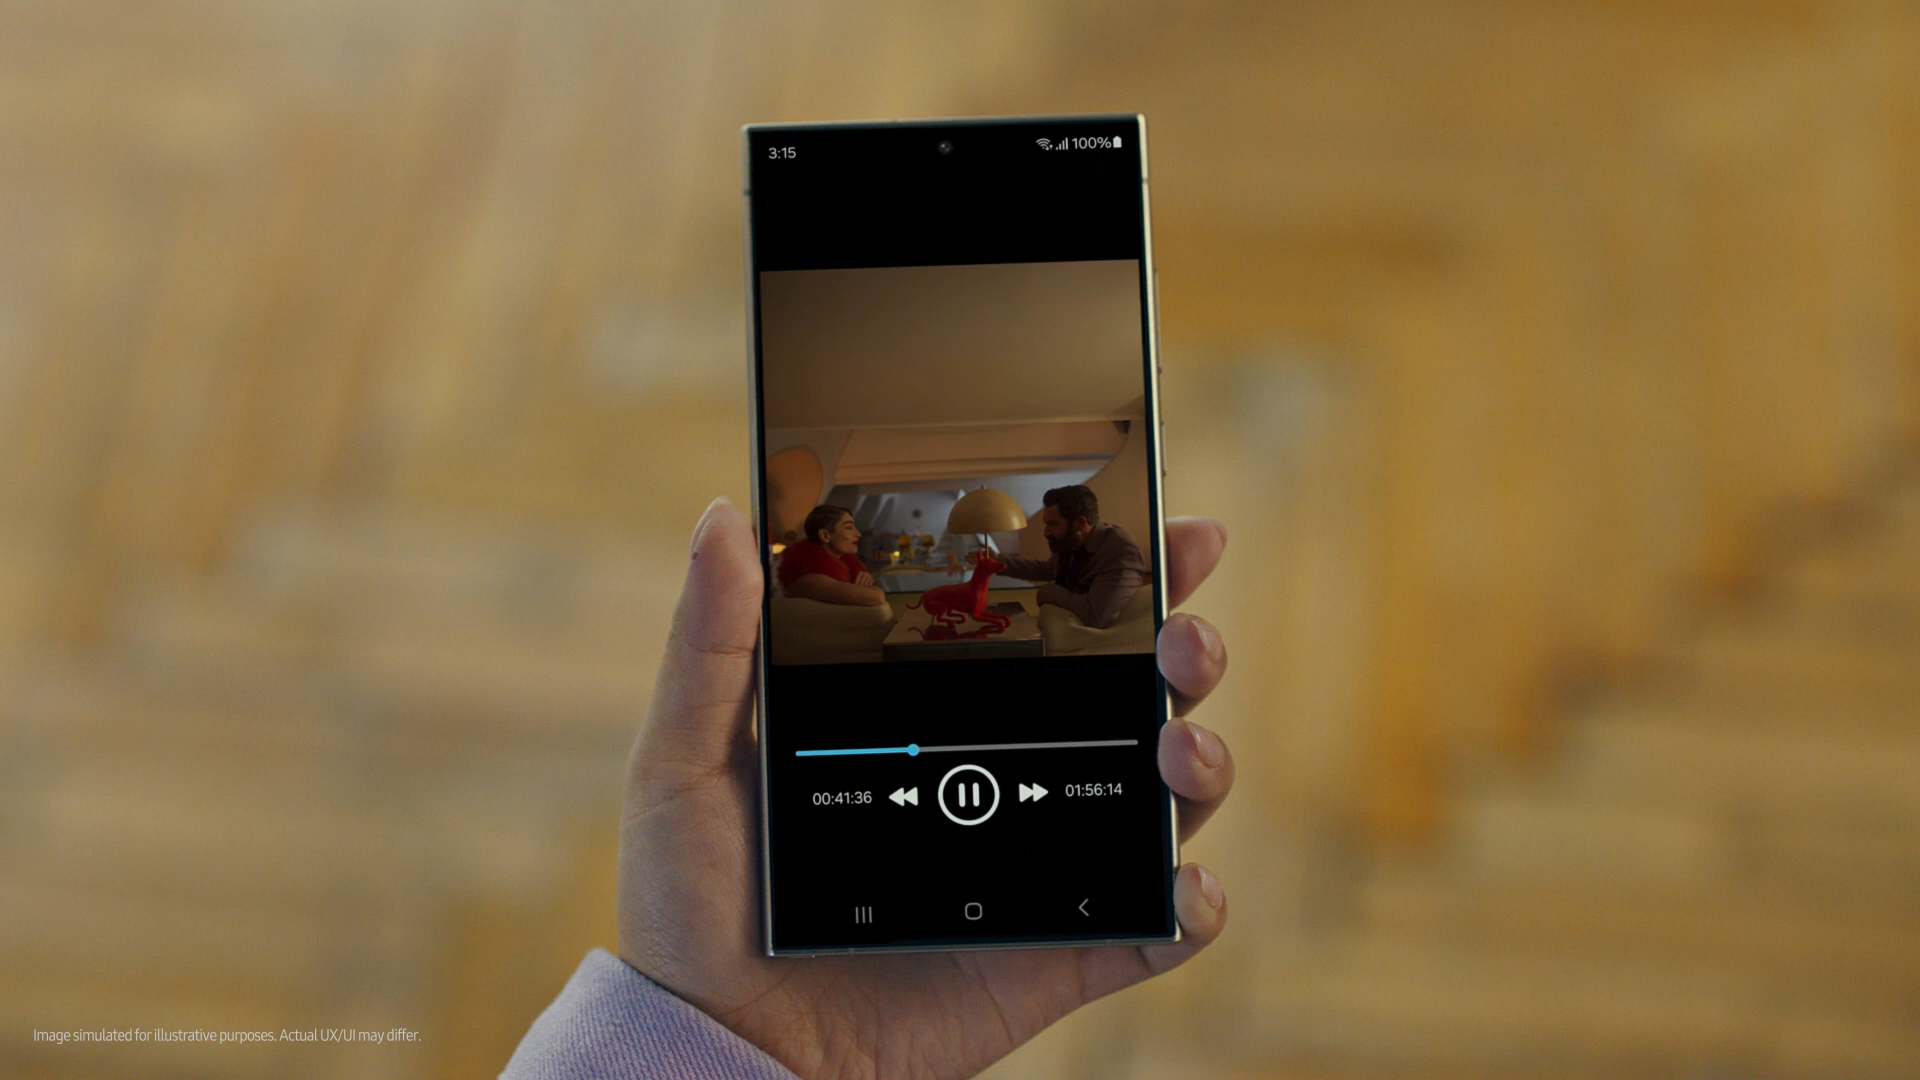 3:15
100%
00:41:36
01:56:14
Image simulated for illustrative purposes. Actual UX/UI may differ.